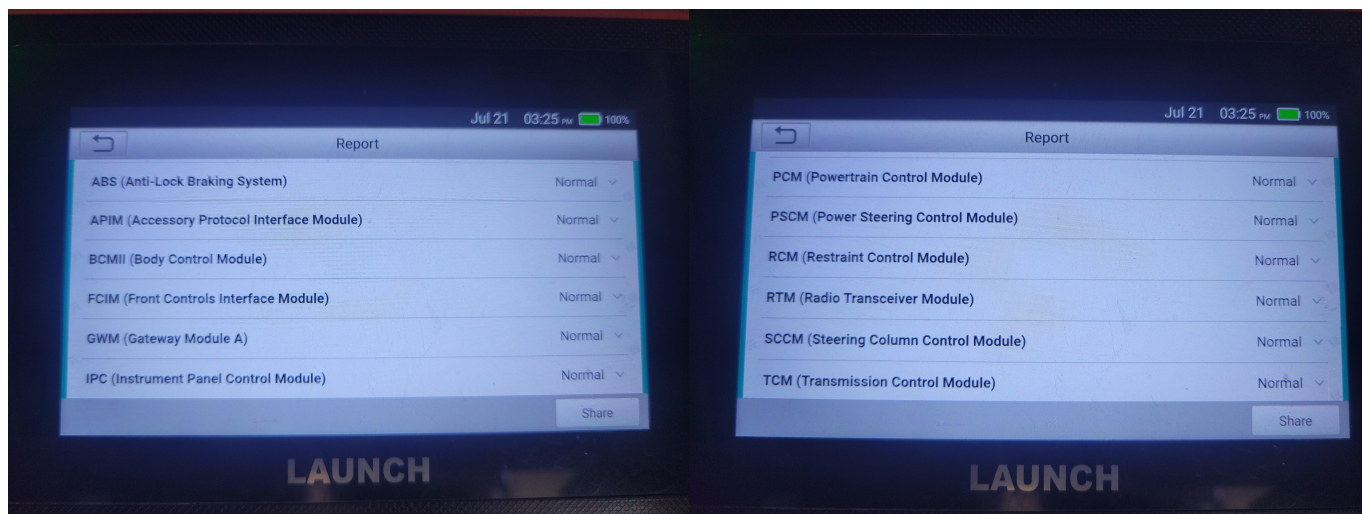 Jul 21 03:25 PM 100%
Report
ABS (Anti-Lock Braking System) Normal
APIM (Accessory Protocol Interface Module) Normal
BCMII (Body Control Module) Normal
FCIM (Front Controls Interface Module) Normal
GWM (Gateway Module A) Normal
IPC (Instrument Panel Control Module) Normal
Share
LAUNCH
Jul 21 03:25 PM 100%
Report
PCM (Powertrain Control Module) Normal
PSCM (Power Steering Control Module) Normal
RCM (Restraint Control Module) Normal
RTM (Radio Transceiver Module) Normal
SCCM (Steering Column Control Module) Normal
TCM (Transmission Control Module) Normal
Share
LAUNCH